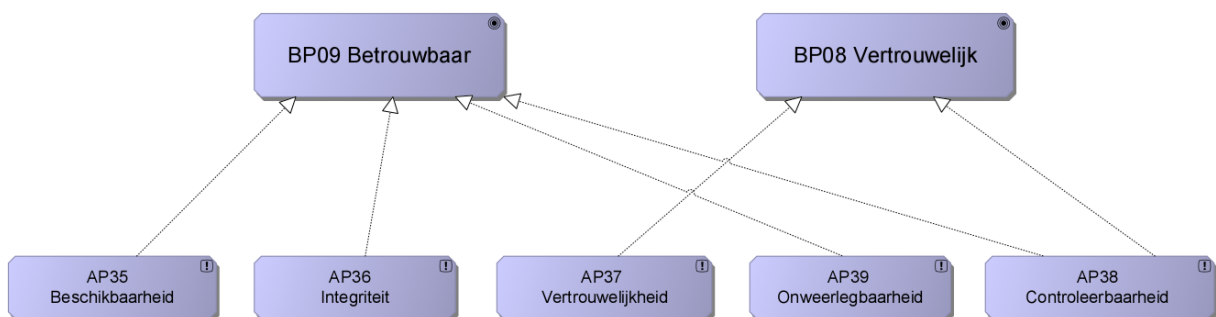 BP09 Betrouwbaar
BP08 Vertrouwelijk
AP35
Beschikbaarheid
AP36
Integriteit
AP37
Vertrouwelijkheid
AP39
Onweerlegbaarheid
AP38
Controleerbaarheid